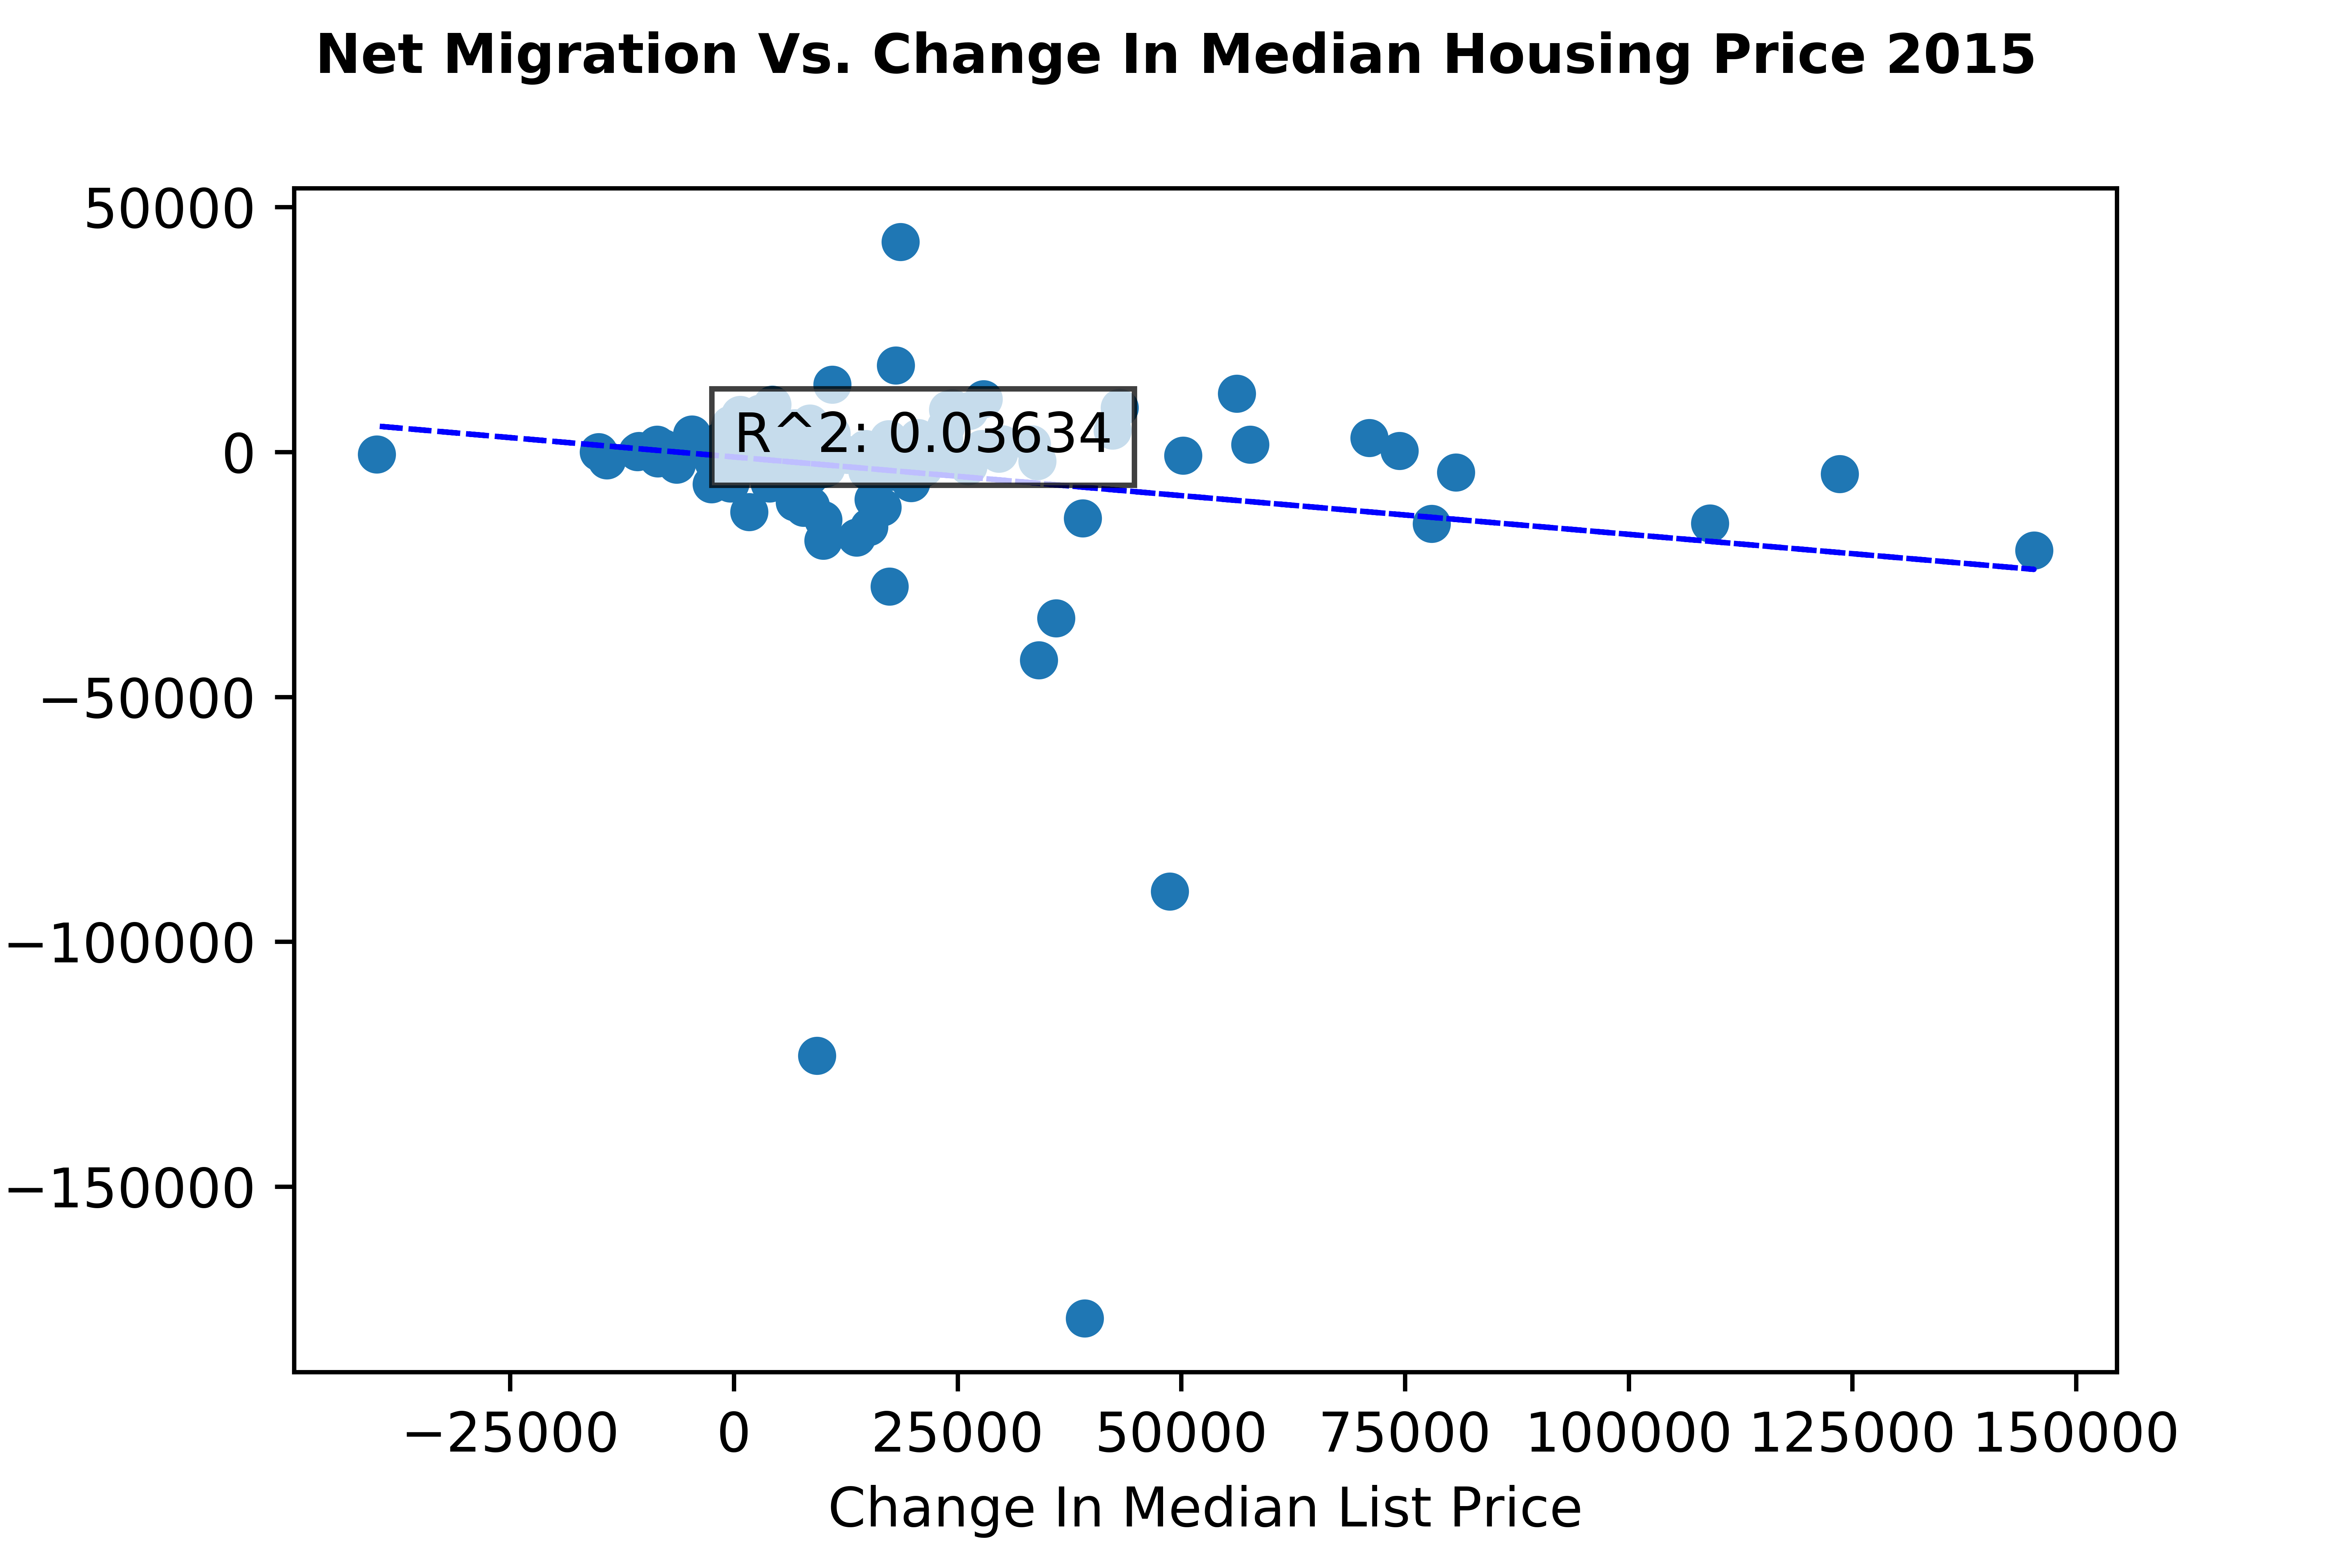 Net Migration Vs. Change In Median Housing Price 2015
50000
0
−50000
−100000
−150000
R^2: 0.03634
−25000 0 25000 50000 75000 100000 125000 150000
Change In Median List Price